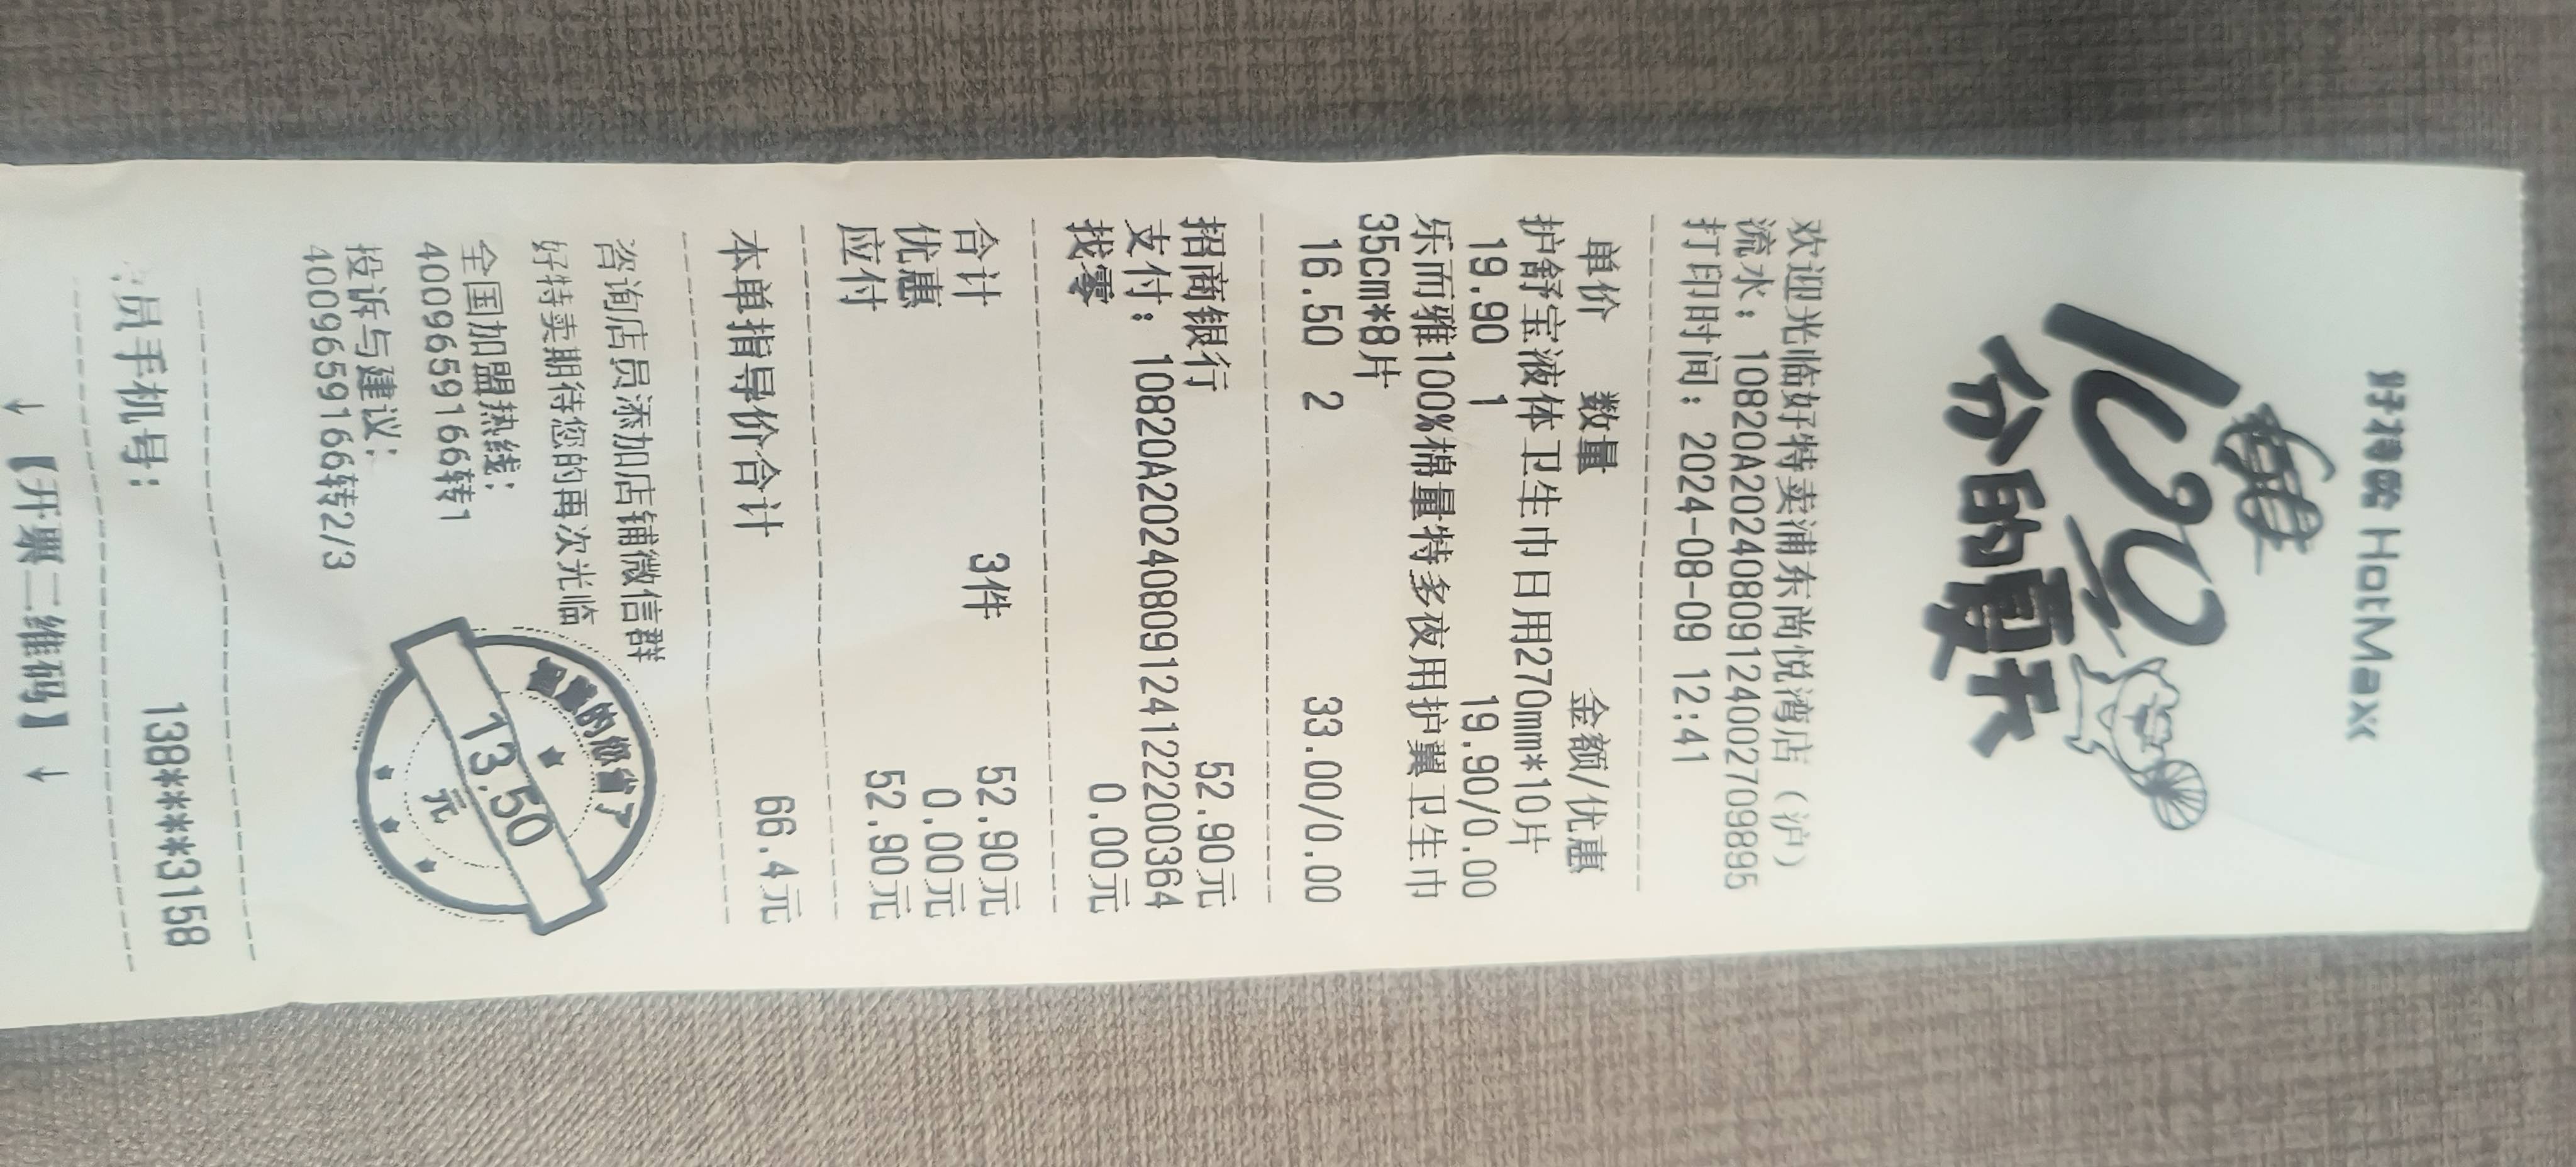 好特卖 HotMaxx
100
分的夏天
欢迎光临好特卖浦东尚悦湾店（沪）
流水：10820A20240809124002709895
打印时间：2024-08-09 12:41
单价 数量 金额/优惠
护舒宝液体卫生巾日用270mm*10片
19.90 1 19.90/0.00
乐而雅100%棉量特多夜用护翼卫生巾
35cm*8片
16.50 2 33.00/0.00
招商银行 52.90元
支付：10820A20240809124122200364
找零 0.00元
合计 3件 52.90元
优惠 0.00元
应付 52.90元
本单指导价合计 66.4元
咨询店员添加店铺微信群
好特卖期待您的再次光临
全国加盟热线：
4009659166转1
投诉与建议：
4009659166转2/3
的您省了
13.50
元
员手机号： 138****3158
↓ 【开票二维码】 ↓